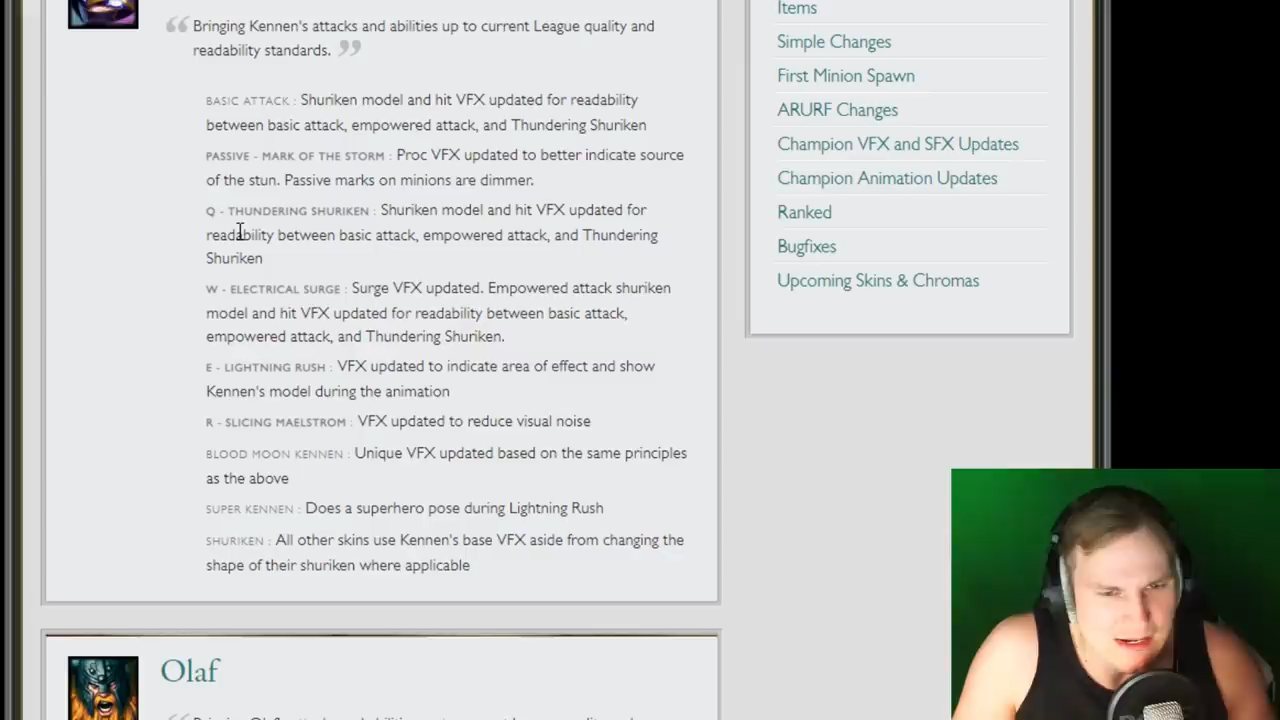 Bringing Kennen's attacks and abilities up to current League quality and
readability standards.
BASIC ATTACK : Shuriken model and hit VFX updated for readability
between basic attack, empowered attack, and Thundering Shuriken
PASSIVE - MARK OF THE STORM : Proc VFX updated to better indicate source
of the stun. Passive marks on minions are dimmer.
Q - THUNDERING SHURIKEN : Shuriken model and hit VFX updated for
readability between basic attack, empowered attack, and Thundering
Shuriken
W - ELECTRICAL SURGE : Surge VFX updated. Empowered attack shuriken
model and hit VFX updated for readability between basic attack,
empowered attack, and Thundering Shuriken.
E - LIGHTNING RUSH : VFX updated to indicate area of effect and show
Kennen's model during the animation
R - SLICING MAELSTROM : VFX updated to reduce visual noise
BLOOD MOON KENNEN : Unique VFX updated based on the same principles
as the above
SUPER KENNEN : Does a superhero pose during Lightning Rush
SHURIKEN : All other skins use Kennen's base VFX aside from changing the
shape of their shuriken where applicable
Olaf
Items
Simple Changes
First Minion Spawn
ARURF Changes
Champion VFX and SFX Updates
Champion Animation Updates
Ranked
Bugfixes
Upcoming Skins & Chromas